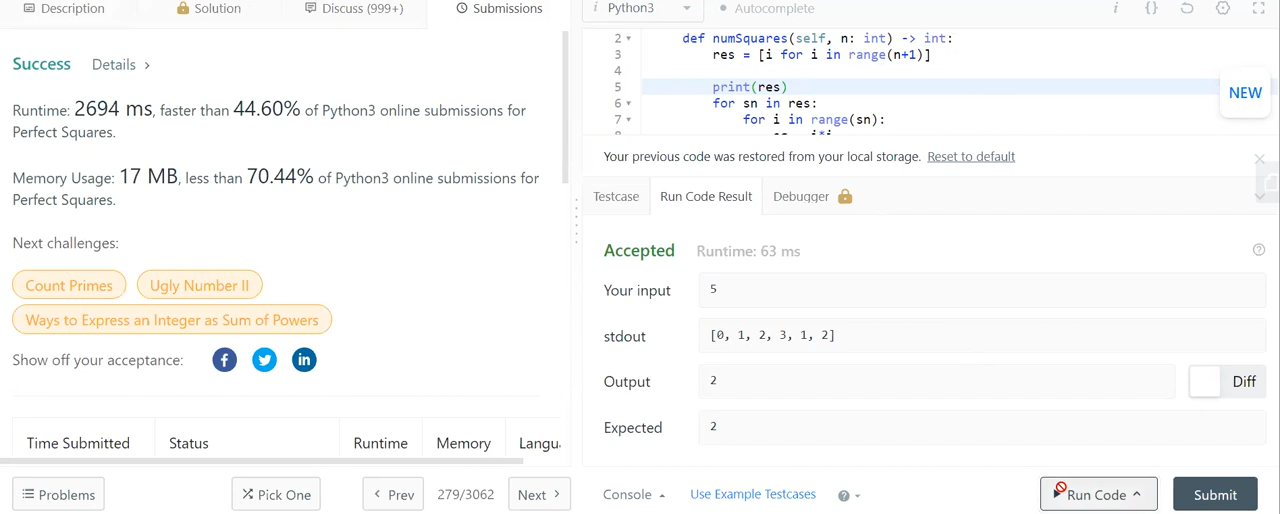 Description
Solution
Discuss (999+)
Submissions
Success
Details
Runtime: 2694 ms, faster than 44.60% of Python3 online submissions for
Perfect Squares.
Memory Usage: 17 MB, less than 70.44% of Python3 online submissions for
Perfect Squares.
Next challenges:
Count Primes
Ugly Number II
Ways to Express an Integer as Sum of Powers
Show off your acceptance:
Time Submitted
Status
Runtime
Memory
Langu
Problems
Pick One
Prev
279/3062
Next
i Python3
Autocomplete
2 def numSquares(self, n: int) -> int:
3 res = [i for i in range(n+1)]
4
5 print(res)
6 for sn in res:
7 for i in range(sn):
NEW
Your previous code was restored from your local storage. Reset to default
Testcase
Run Code Result
Debugger
Accepted
Runtime: 63 ms
Your input
5
stdout
[0, 1, 2, 3, 1, 2]
Output
2
Diff
Expected
2
Console
Use Example Testcases
Run Code
Submit